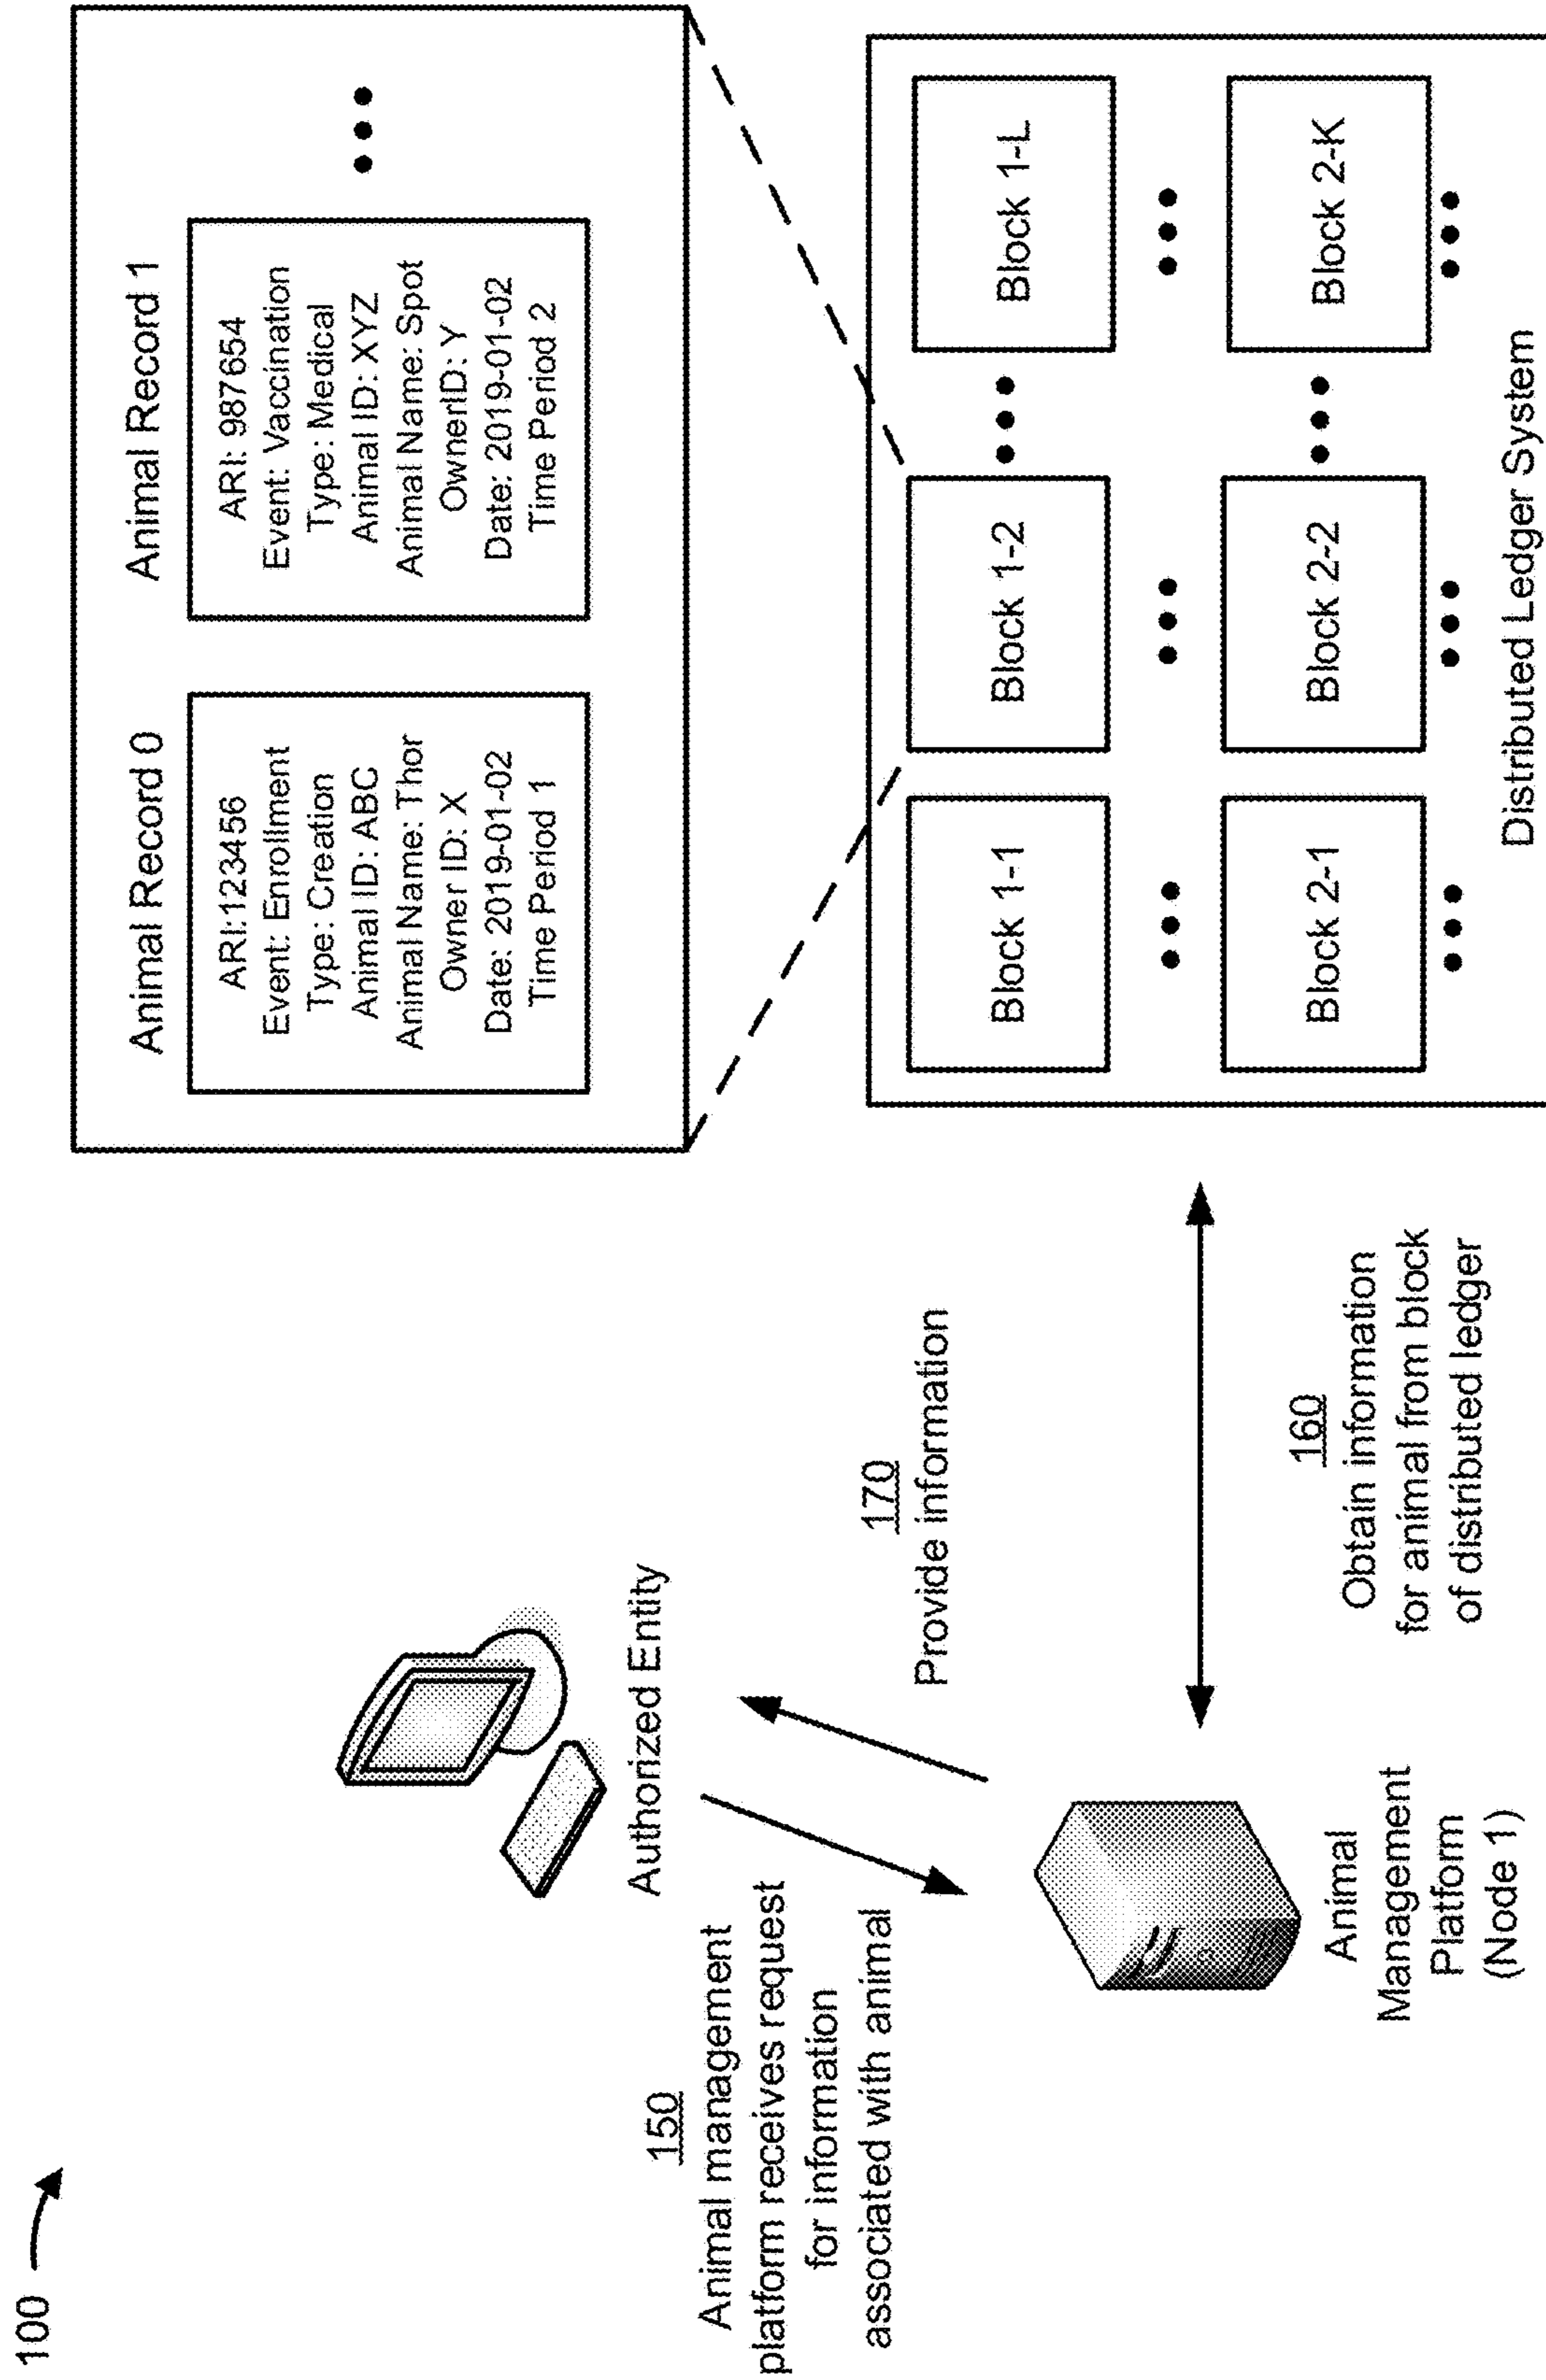 100
150
Animal management
platform receives request
for information
associated with animal
Authorized Entity
170
Provide information
Animal
Management
Platform
(Node 1)
160
Obtain information
for animal from block
of distributed ledger
Animal Record 0
ARI:123456
Event: Enrollment
Type: Creation
Animal ID: ABC
Animal Name: Thor
Owner ID: X
Date: 2019-01-02
Time Period 1
Animal Record 1
ARI: 987654
Event: Vaccination
Type: Medical
Animal ID: XYZ
Animal Name: Spot
OwnerID: Y
Date: 2019-01-02
Time Period 2
Block 1-1
Block 1-2
Block 1-L
Block 2-1
Block 2-2
Block 2-K
Distributed Ledger System